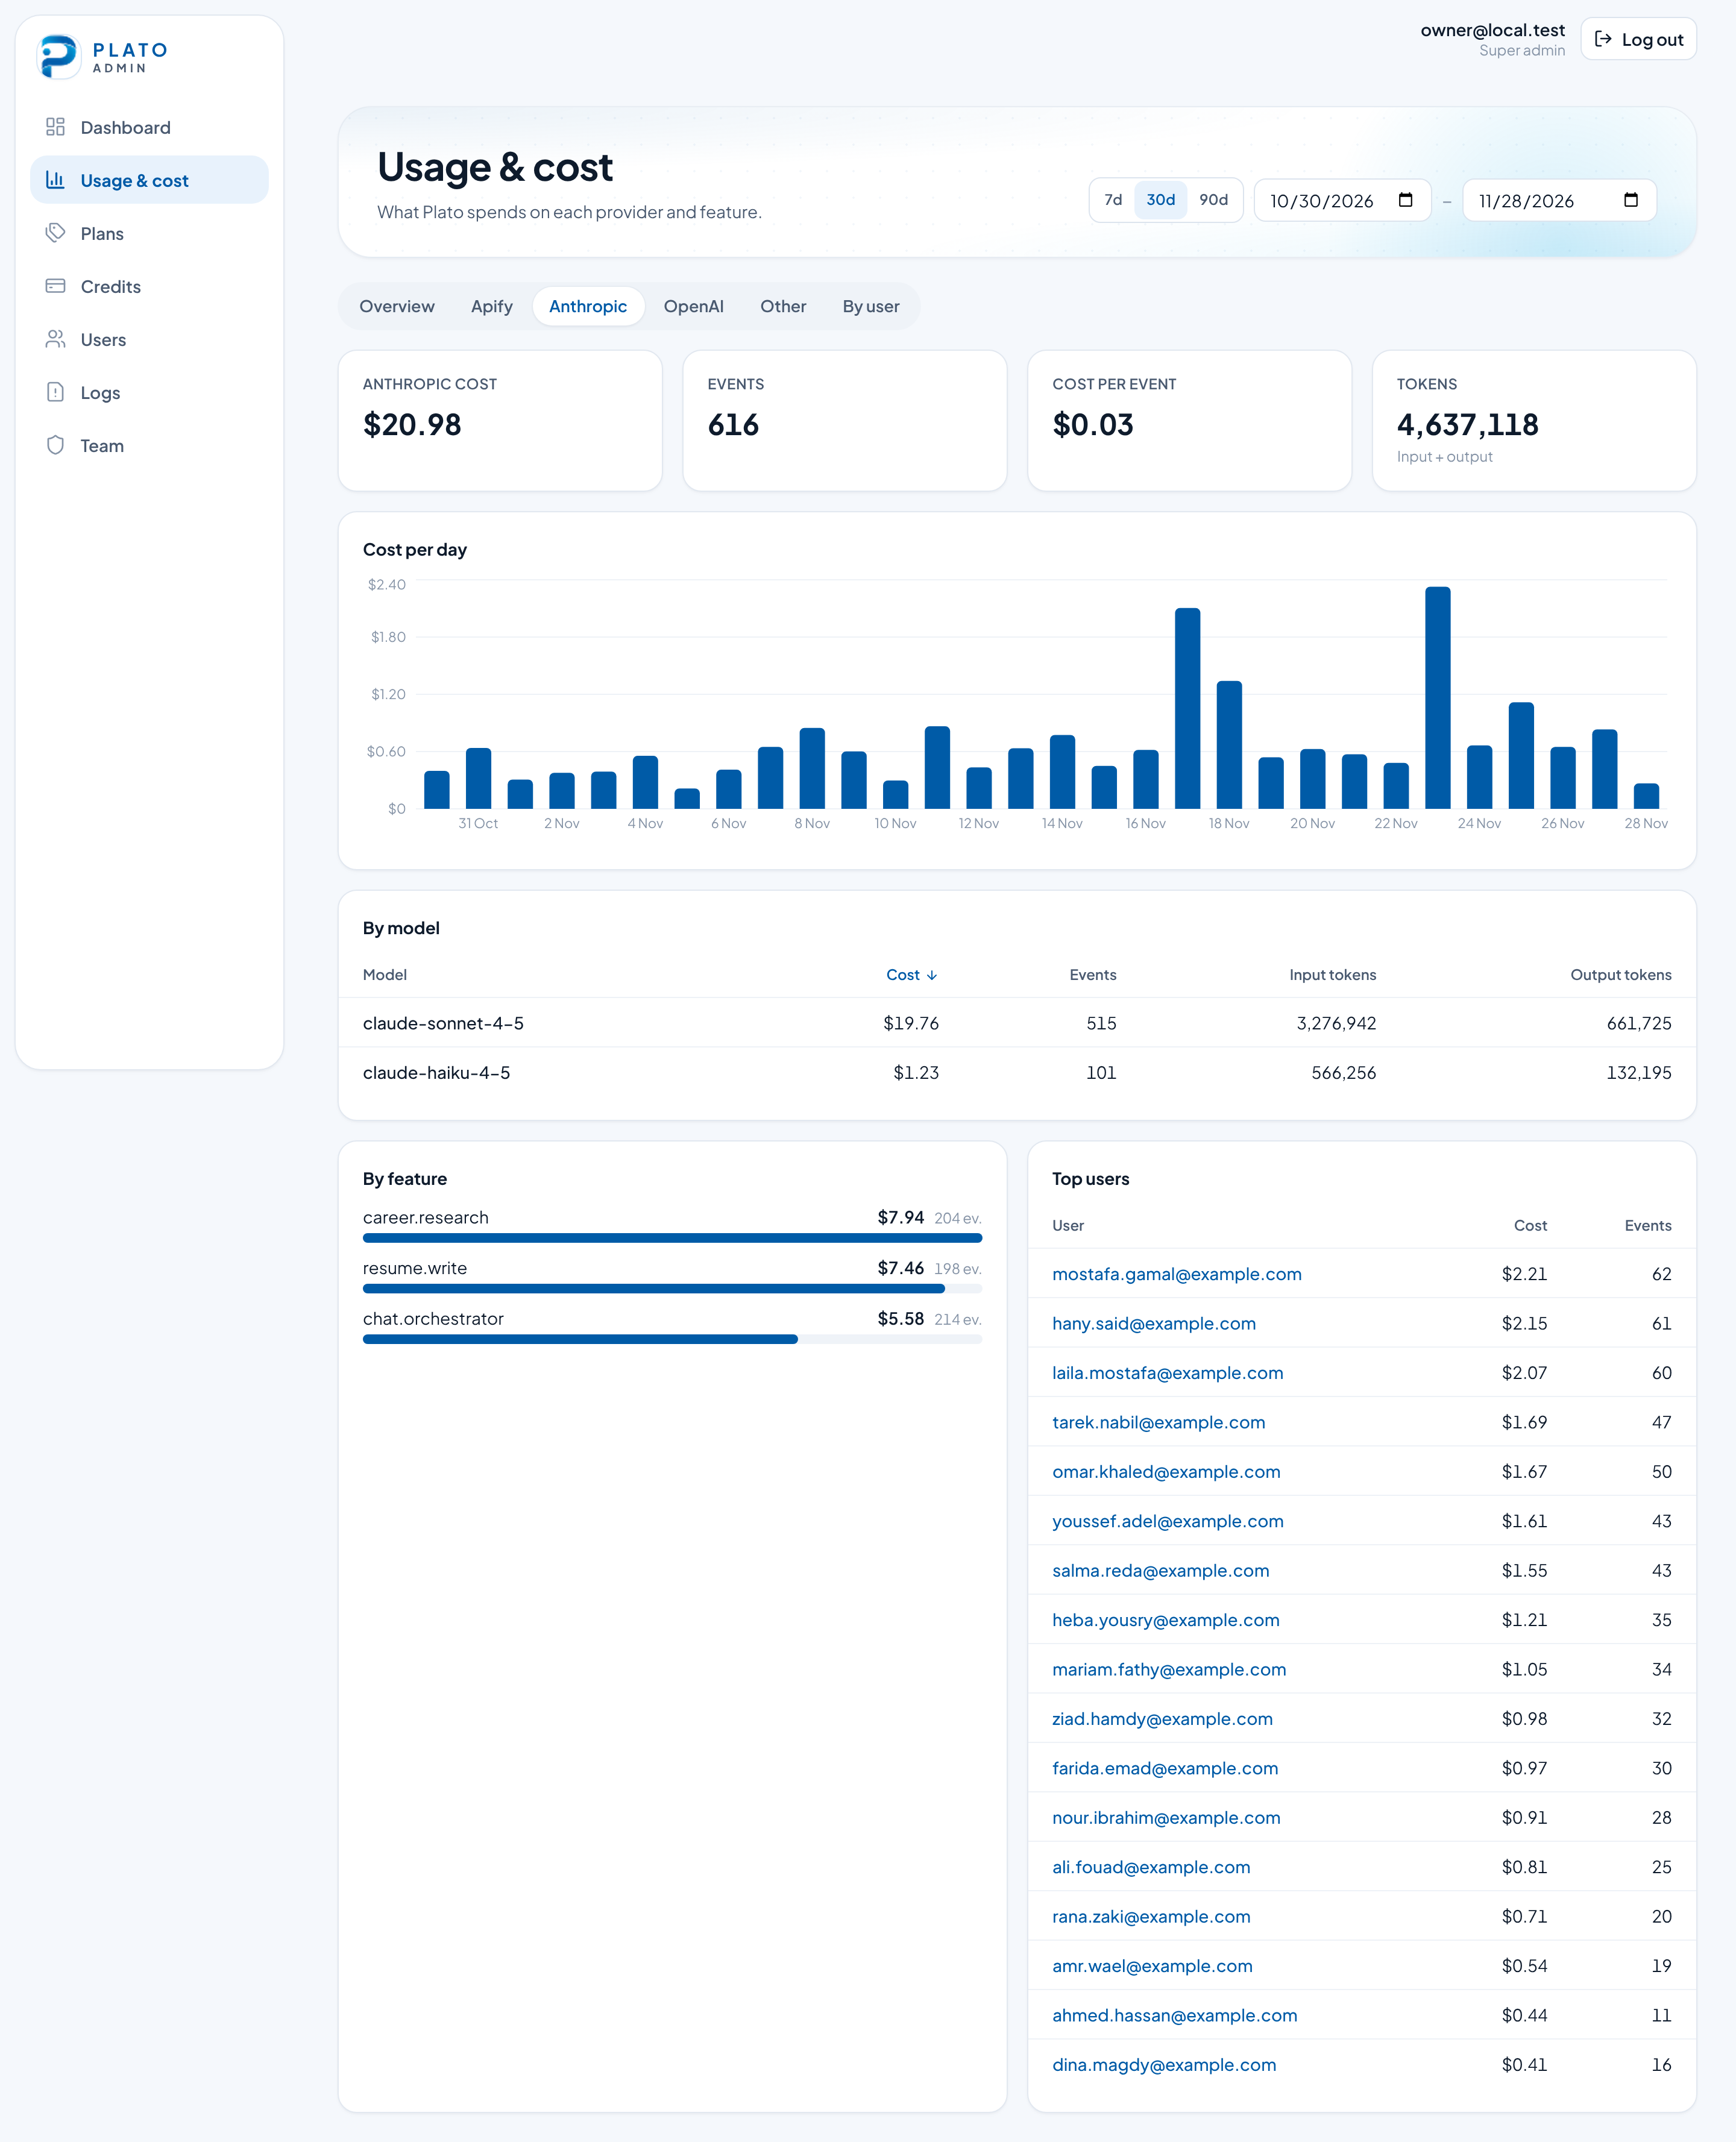 PLATO
ADMIN
Dashboard
Usage & cost
Plans
Credits
Users
Logs
Team
owner@local.test
Super admin
Log out
Usage & cost
What Plato spends on each provider and feature.
7d 30d 90d 10/30/2026 – 11/28/2026
Overview Apify Anthropic OpenAI Other By user
ANTHROPIC COST
$20.98
EVENTS
616
COST PER EVENT
$0.03
TOKENS
4,637,118
Input + output
Cost per day
$2.40
$1.80
$1.20
$0.60
$0
31 Oct 2 Nov 4 Nov 6 Nov 8 Nov 10 Nov 12 Nov 14 Nov 16 Nov 18 Nov 20 Nov 22 Nov 24 Nov 26 Nov 28 Nov
By model
Model Cost ↓ Events Input tokens Output tokens
claude-sonnet-4-5 $19.76 515 3,276,942 661,725
claude-haiku-4-5 $1.23 101 566,256 132,195
By feature
career.research $7.94 204 ev.
resume.write $7.46 198 ev.
chat.orchestrator $5.58 214 ev.
Top users
User Cost Events
mostafa.gamal@example.com $2.21 62
hany.said@example.com $2.15 61
laila.mostafa@example.com $2.07 60
tarek.nabil@example.com $1.69 47
omar.khaled@example.com $1.67 50
youssef.adel@example.com $1.61 43
salma.reda@example.com $1.55 43
heba.yousry@example.com $1.21 35
mariam.fathy@example.com $1.05 34
ziad.hamdy@example.com $0.98 32
farida.emad@example.com $0.97 30
nour.ibrahim@example.com $0.91 28
ali.fouad@example.com $0.81 25
rana.zaki@example.com $0.71 20
amr.wael@example.com $0.54 19
ahmed.hassan@example.com $0.44 11
dina.magdy@example.com $0.41 16